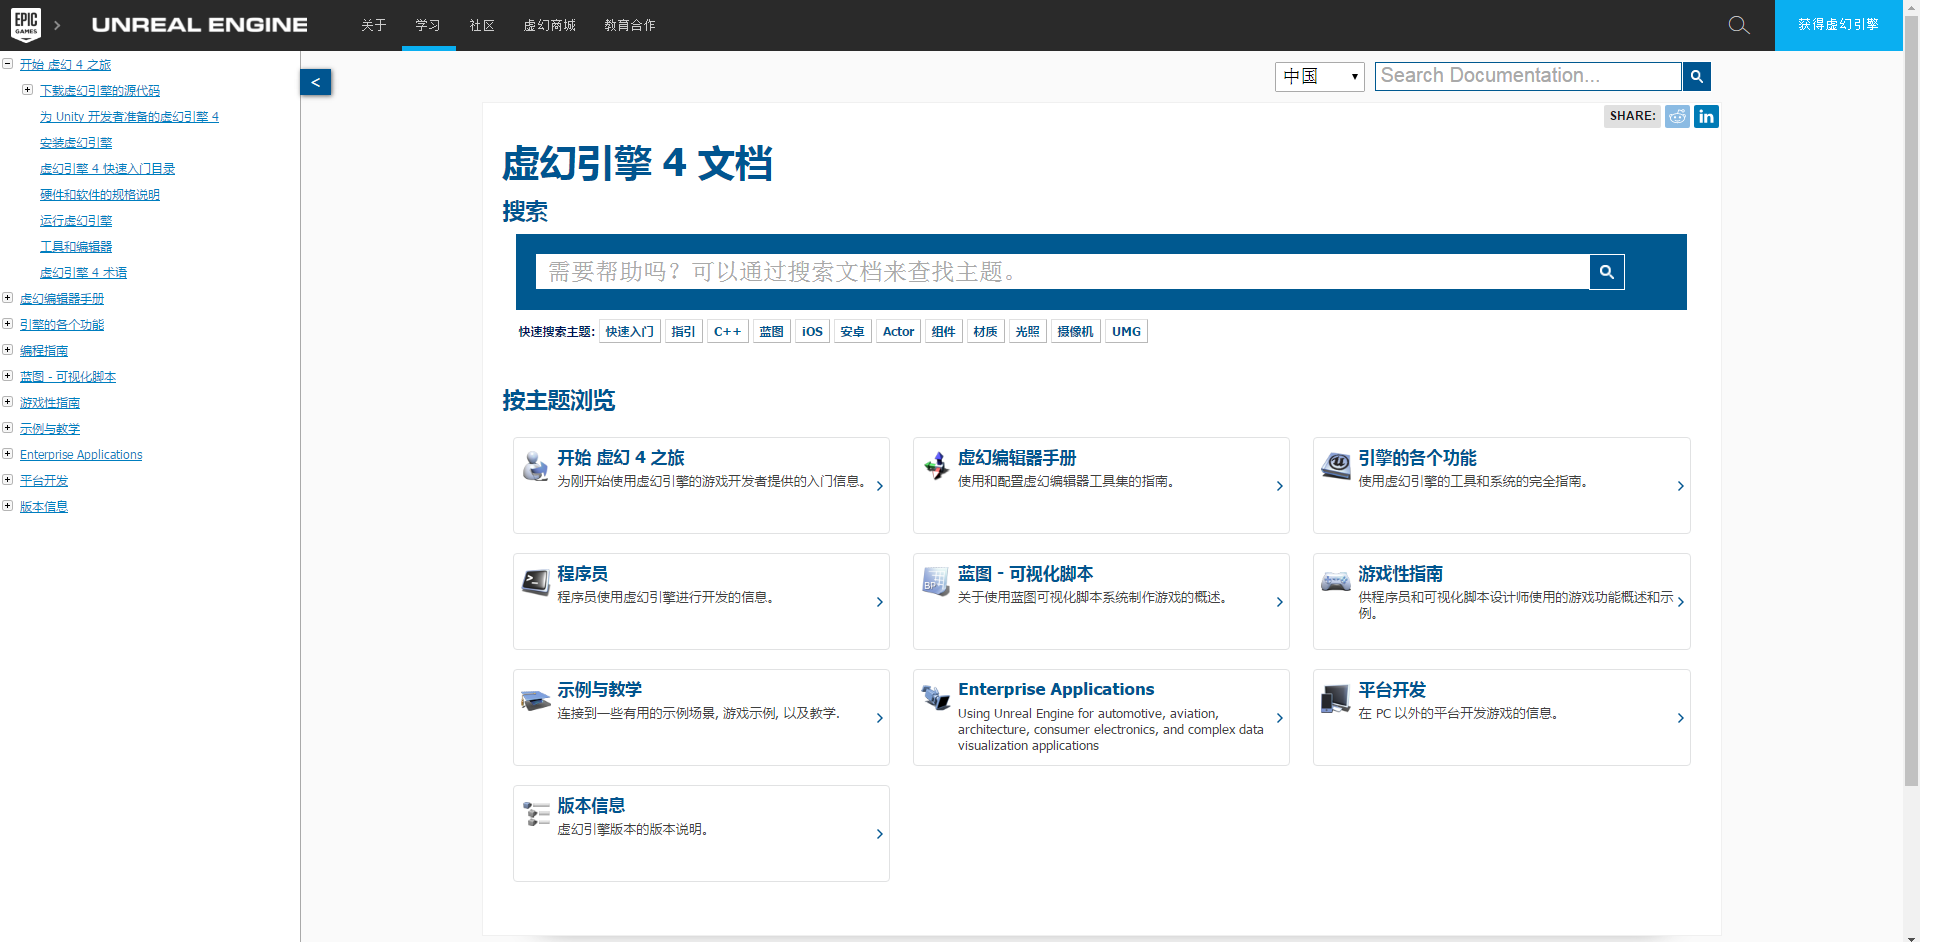 EPIC
GAMES
UNREAL ENGINE
关于
学习
社区
虚幻商城
教育合作
获得虚幻引擎
开始 虚幻 4 之旅
下载虚幻引擎的源代码
为 Unity 开发者准备的虚幻引擎 4
安装虚幻引擎
虚幻引擎 4 快速入门目录
硬件和软件的规格说明
运行虚幻引擎
工具和编辑器
虚幻引擎 4 术语
虚幻编辑器手册
引擎的各个功能
编程指南
蓝图 - 可视化脚本
游戏性指南
示例与教学
Enterprise Applications
平台开发
版本信息
<
中国
Search Documentation...
SHARE:
in
虚幻引擎 4 文档
搜索
需要帮助吗？可以通过搜索文档来查找主题。
快速搜索主题: 快速入门 指引 C++ 蓝图 iOS 安卓 Actor 组件 材质 光照 摄像机 UMG
按主题浏览
开始 虚幻 4 之旅
为刚开始使用虚幻引擎的游戏开发者提供的入门信息。
虚幻编辑器手册
使用和配置虚幻编辑器工具集的指南。
引擎的各个功能
使用虚幻引擎的工具和系统的完全指南。
程序员
程序员使用虚幻引擎进行开发的信息。
BP
蓝图 - 可视化脚本
关于使用蓝图可视化脚本系统制作游戏的概述。
游戏性指南
供程序员和可视化脚本设计师使用的游戏功能概述和示
例。
示例与教学
连接到一些有用的示例场景, 游戏示例, 以及教学.
Enterprise Applications
Using Unreal Engine for automotive, aviation,
architecture, consumer electronics, and complex data
visualization applications
平台开发
在 PC 以外的平台开发游戏的信息。
版本信息
虚幻引擎版本的版本说明。